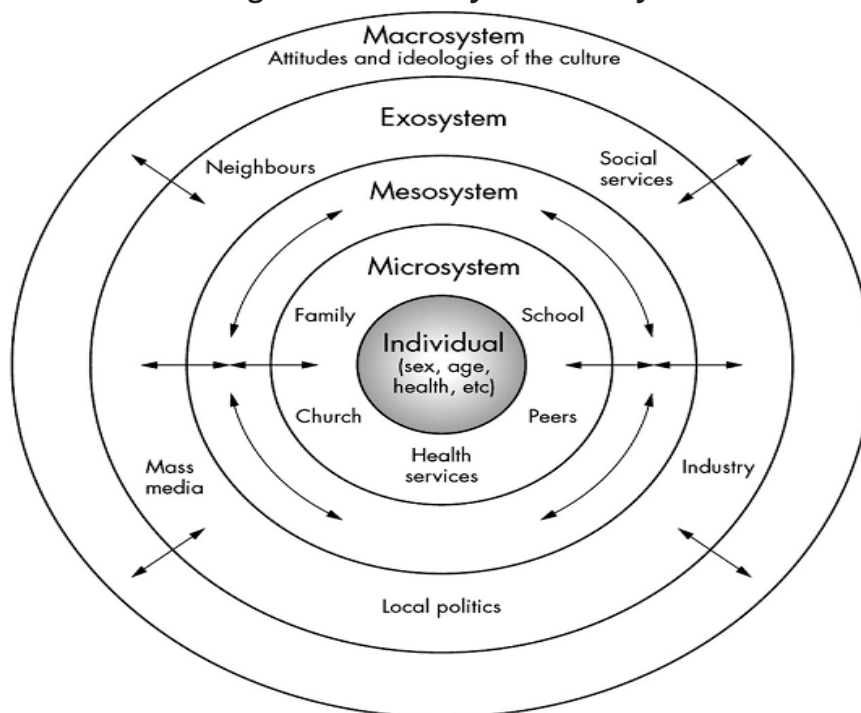 Macrosystem
Attitudes and ideologies of the culture
Exosystem
Neighbours
Social
services
Mesosystem
Microsystem
Family
School
Individual
(sex, age,
health, etc)
Church
Peers
Health
services
Mass
media
Industry
Local politics